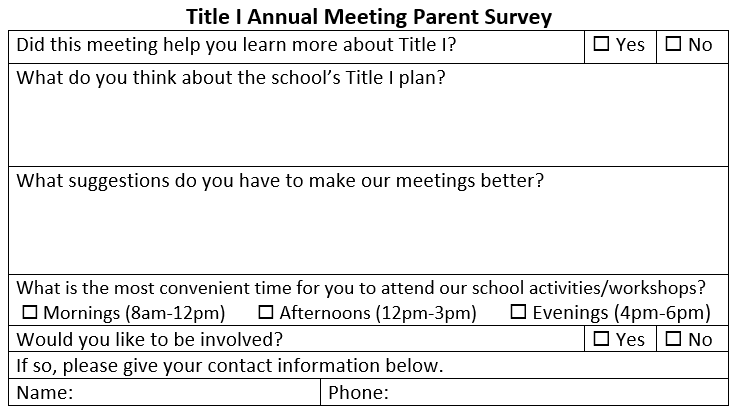 Title I Annual Meeting Parent Survey
Did this meeting help you learn more about Title I? ☐ Yes ☐ No
What do you think about the school’s Title I plan?
What suggestions do you have to make our meetings better?
What is the most convenient time for you to attend our school activities/workshops?
☐ Mornings (8am-12pm) ☐ Afternoons (12pm-3pm) ☐ Evenings (4pm-6pm)
Would you like to be involved? ☐ Yes ☐ No
If so, please give your contact information below.
Name: Phone: